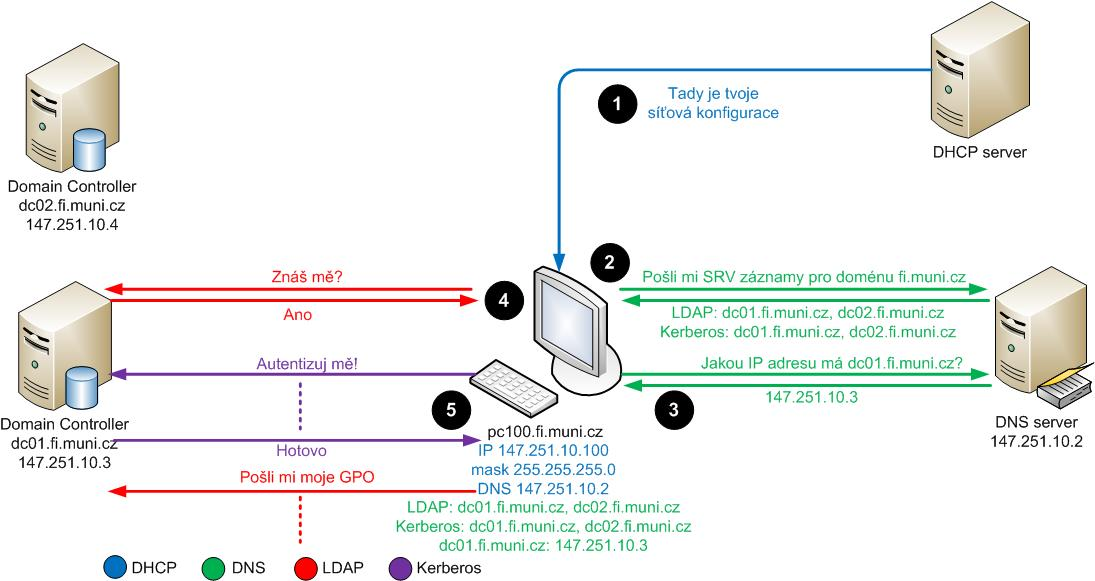 1
Tady je tvoje
síťová konfigurace
DHCP server
Domain Controller
dc02.fi.muni.cz
147.251.10.4
2
Pošli mi SRV záznamy pro doménu fi.muni.cz
LDAP: dc01.fi.muni.cz, dc02.fi.muni.cz
Kerberos: dc01.fi.muni.cz, dc02.fi.muni.cz
Znáš mě?
4
Ano
Jakou IP adresu má dc01.fi.muni.cz?
3
147.251.10.3
Autentizuj mě!
5
DNS server
147.251.10.2
Domain Controller
dc01.fi.muni.cz
147.251.10.3
Hotovo
Pošli mi moje GPO
pc100.fi.muni.cz
IP 147.251.10.100
mask 255.255.255.0
DNS 147.251.10.2
LDAP: dc01.fi.muni.cz, dc02.fi.muni.cz
Kerberos: dc01.fi.muni.cz, dc02.fi.muni.cz
dc01.fi.muni.cz: 147.251.10.3
DHCP DNS LDAP Kerberos